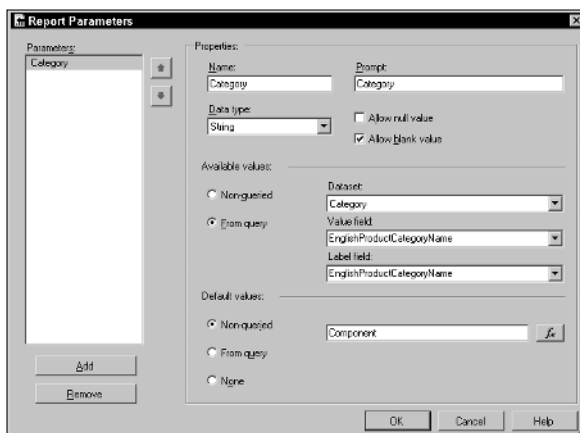 Report Parameters
Parameters:
Category
Add
Remove
Properties:
Name:
Category
Prompt:
Category
Data type:
String
Allow null value
Allow blank value
Available values:
Non-queried
From query
Dataset:
Category
Value field:
EnglishProductCategoryName
Label field:
EnglishProductCategoryName
Default values:
Non-queried
From query
None
Component
fx
OK
Cancel
Help